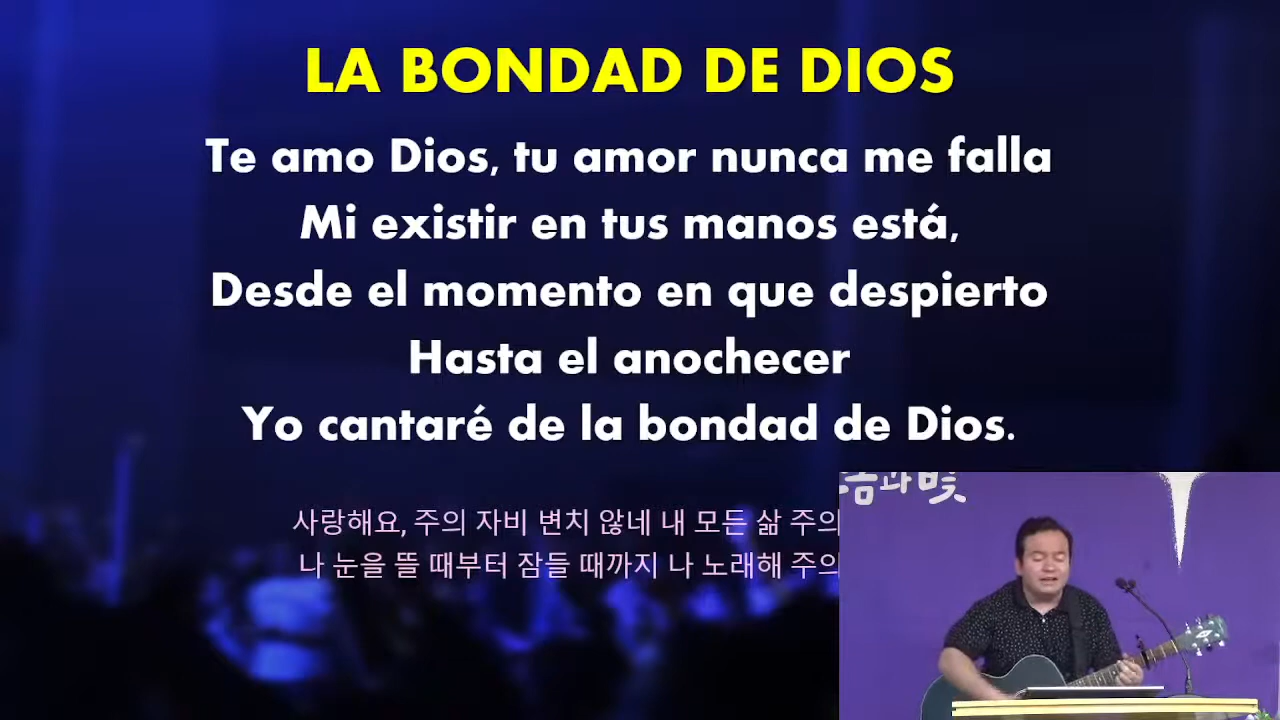 LA BONDAD DE DIOS
Te amo Dios, tu amor nunca me falla
Mi existir en tus manos está,
Desde el momento en que despierto
Hasta el anochecer
Yo cantaré de la bondad de Dios.
사랑해요, 주의 자비 변치 않네 내 모든 삶 주의
나 눈을 뜰 때부터 잠들 때까지 나 노래해 주의